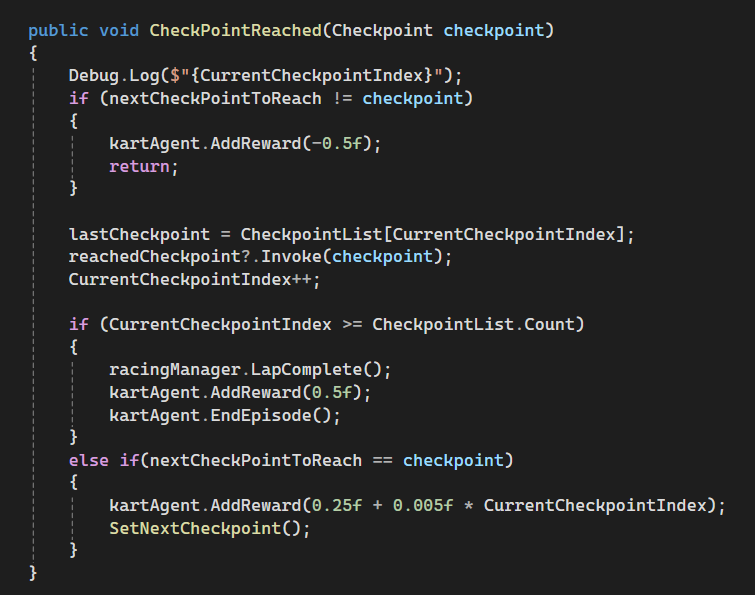 public void CheckPointReached(Checkpoint checkpoint)
{
    Debug.Log($"{CurrentCheckpointIndex}");
    if (nextCheckPointToReach != checkpoint)
    {
        kartAgent.AddReward(-0.5f);
        return;
    }

    lastCheckpoint = CheckpointList[CurrentCheckpointIndex];
    reachedCheckpoint?.Invoke(checkpoint);
    CurrentCheckpointIndex++;

    if (CurrentCheckpointIndex >= CheckpointList.Count)
    {
        racingManager.LapComplete();
        kartAgent.AddReward(0.5f);
        kartAgent.EndEpisode();
    }
    else if(nextCheckPointToReach == checkpoint)
    {
        kartAgent.AddReward(0.25f + 0.005f * CurrentCheckpointIndex);
        SetNextCheckpoint();
    }
}